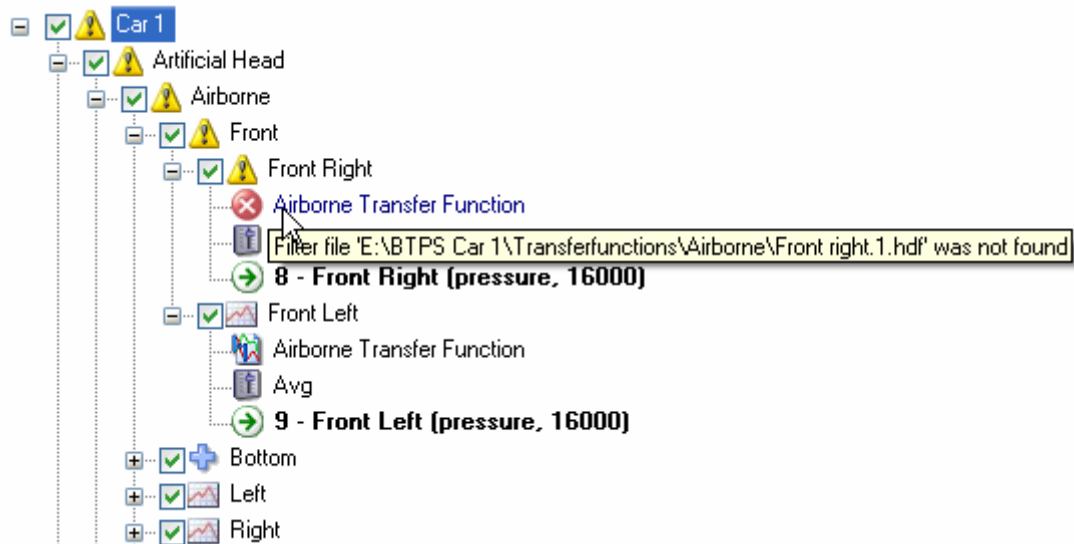 Car 1
Artificial Head
Airborne
Front
Front Right
Airborne Transfer Function
Filter file 'E:\BTPS Car 1\Transferfunctions\Airborne\Front right.1.hdf' was not found
8 - Front Right (pressure, 16000)
Front Left
Airborne Transfer Function
Avg
9 - Front Left (pressure, 16000)
Bottom
Left
Right